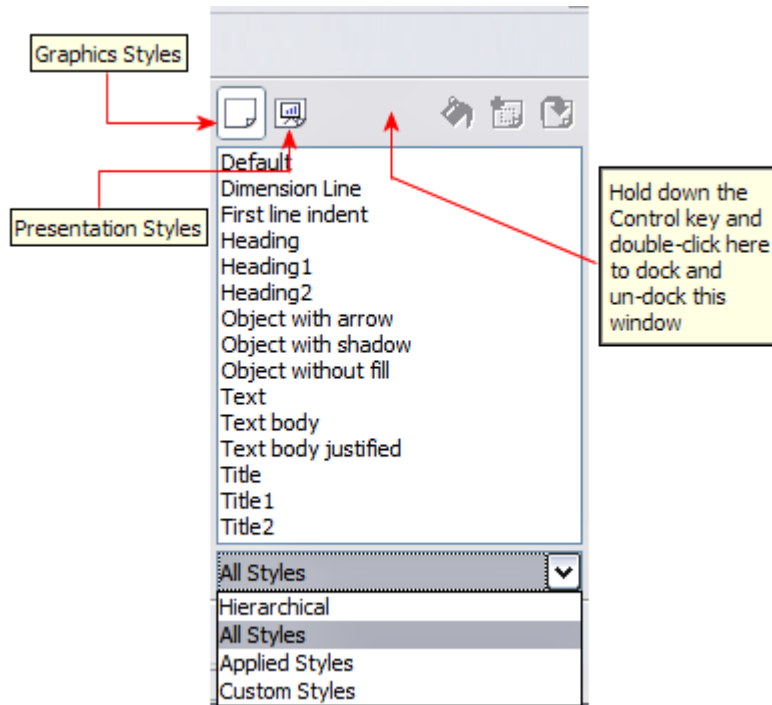 Graphics Styles
Presentation Styles
Default
Dimension Line
First line indent
Heading
Heading1
Heading2
Object with arrow
Object with shadow
Object without fill
Text
Text body
Text body justified
Title
Title1
Title2
All Styles
Hierarchical
All Styles
Applied Styles
Custom Styles
Hold down the
Control key and
double-click here
to dock and
un-dock this
window